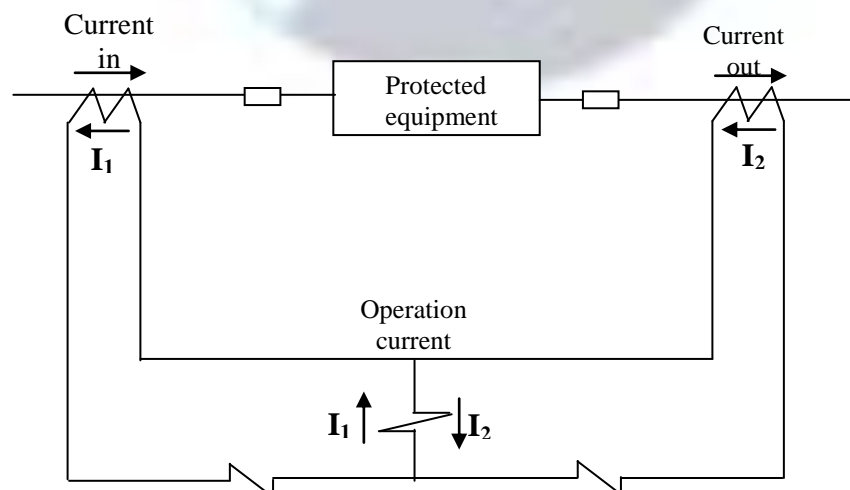 Current
in
Current
out
Protected
equipment
I₁
I₂
Operation
current
I₁
I₂